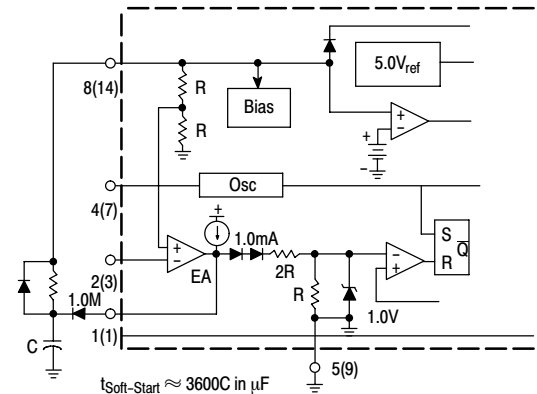 8(14)
R
R
Bias
5.0Vref
+
−
+
−
Osc
4(7)
+
1.0mA
+
−
EA
2(3)
2R
R
−
+
1.0V
S
R
Q̅
1.0M
1(1)
C
5(9)
tSoft–Start ≈ 3600C in μF